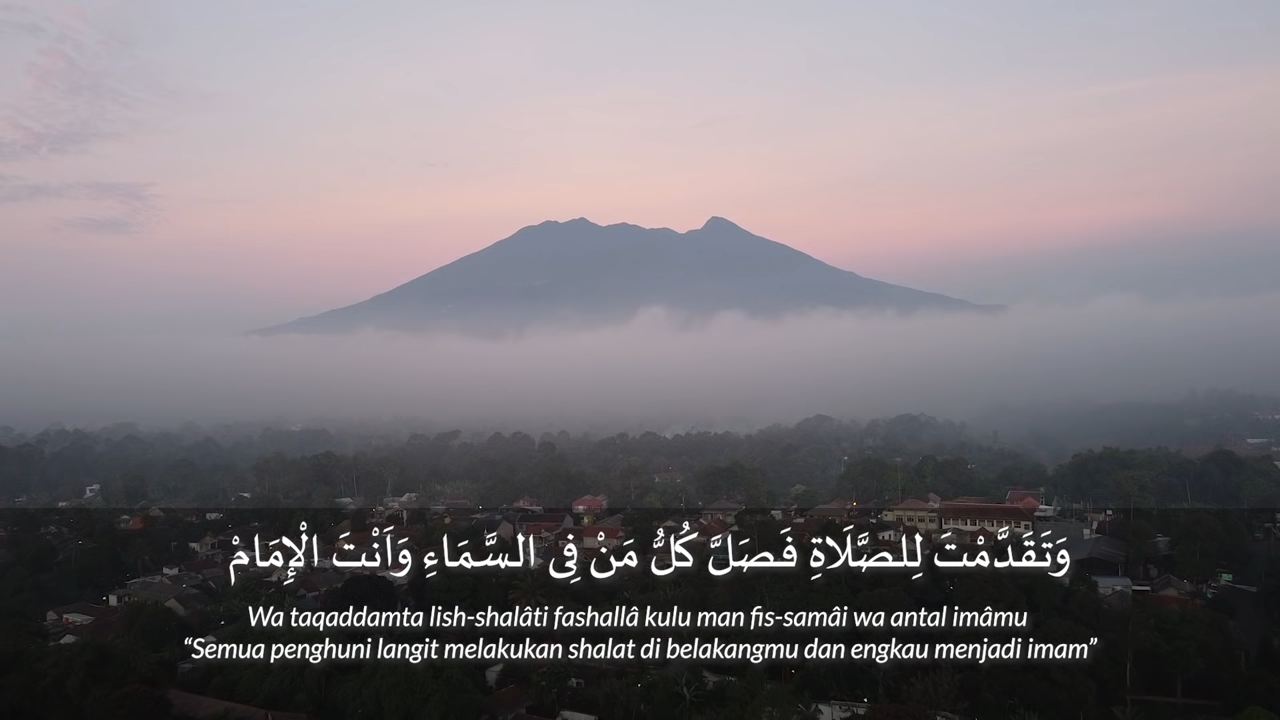 وَتَقَدَّمْتَ لِلصَّلَاةِ فَصَلَّ كُلُّ مَنْ فِى السَّمَاءِ وَاَنْتَ الْإِمَامْ
Wa taqaddamta lish-shalâti fashallâ kulu man fis-samâi wa antal imâmu
“Semua penghuni langit melakukan shalat di belakangmu dan engkau menjadi imam”